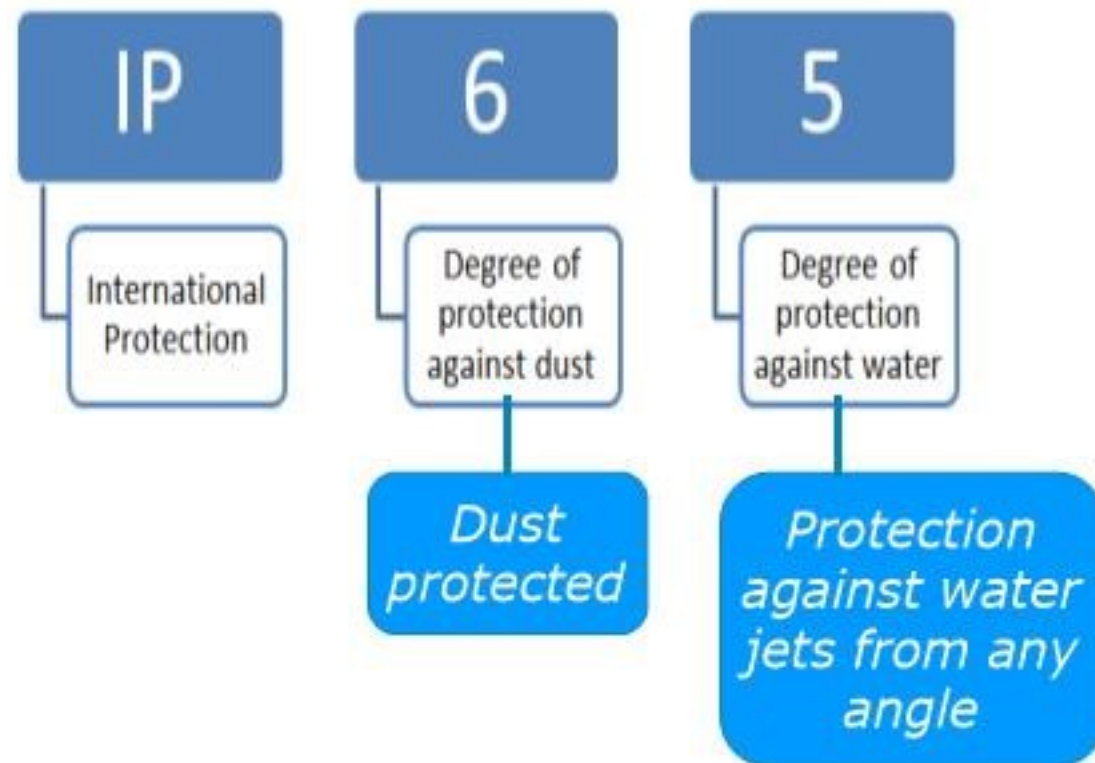 IP
6
5
International
Protection
Degree of
protection
against dust
Degree of
protection
against water
Dust
protected
Protection
against water
jets from any
angle